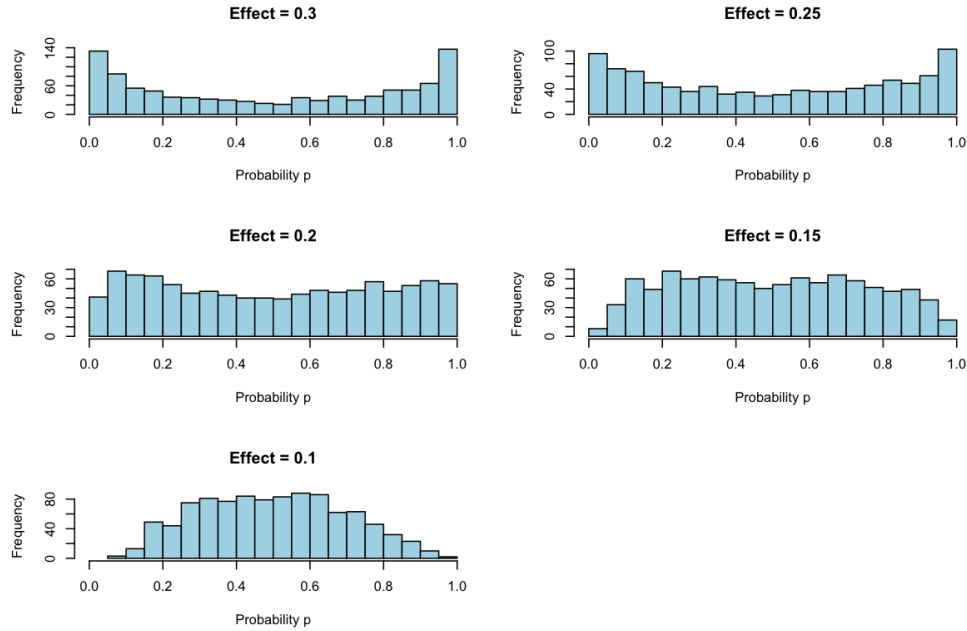 Effect = 0.3
Frequency
0 60 140
0.0 0.2 0.4 0.6 0.8 1.0
Probability p
Effect = 0.25
Frequency
0 40 100
0.0 0.2 0.4 0.6 0.8 1.0
Probability p
Effect = 0.2
Frequency
0 30 60
0.0 0.2 0.4 0.6 0.8 1.0
Probability p
Effect = 0.15
Frequency
0 30 60
0.0 0.2 0.4 0.6 0.8 1.0
Probability p
Effect = 0.1
Frequency
0 40 80
0.0 0.2 0.4 0.6 0.8 1.0
Probability p